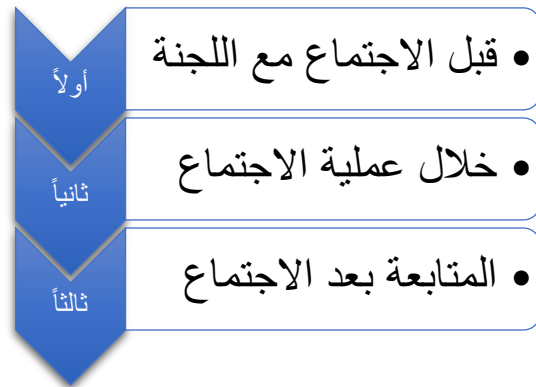 أولاً
• قبل الاجتماع مع اللجنة
ثانياً
• خلال عملية الاجتماع
ثالثاً
• المتابعة بعد الاجتماع